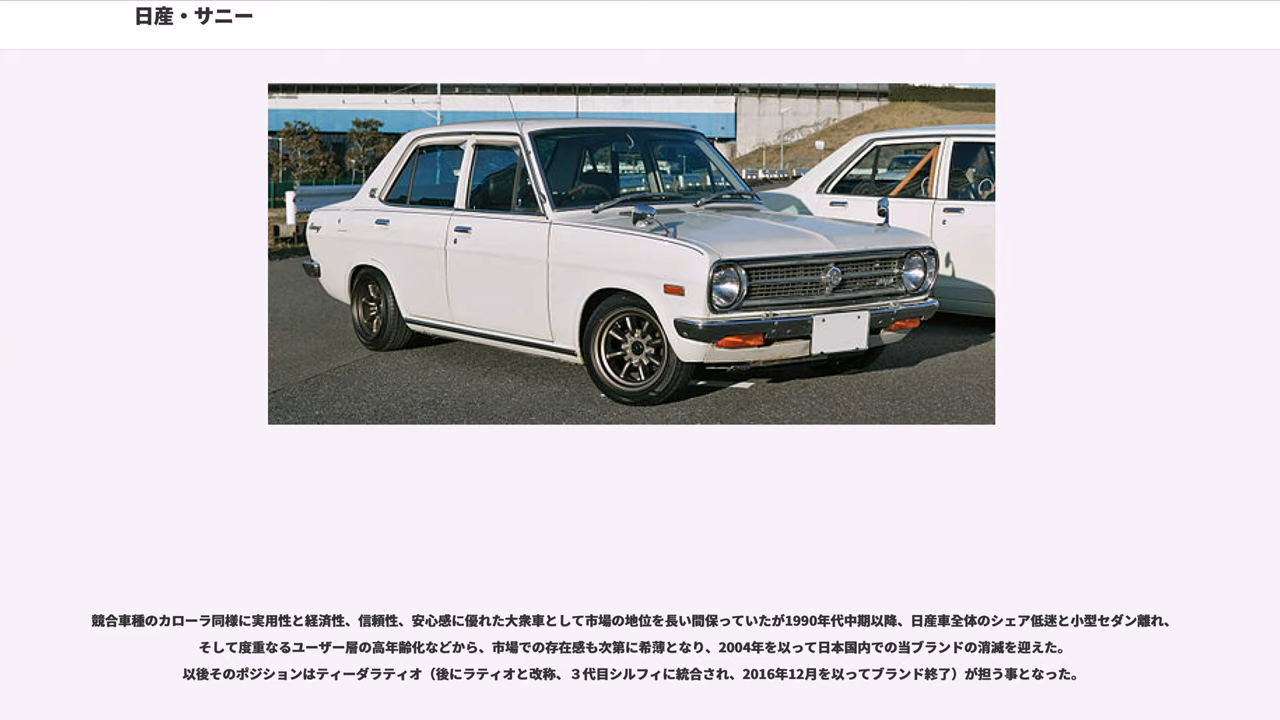 日産・サニー
競合車種のカローラ同様に実用性と経済性、信頼性、安心感に優れた大衆車として市場の地位を長い間保っていたが1990年代中期以降、日産車全体のシェア低迷と小型セダン離れ、
そして度重なるユーザー層の高年齢化などから、市場での存在感も次第に希薄となり、2004年を以って日本国内での当ブランドの消滅を迎えた。
以後そのポジションはティーダラティオ（後にラティオと改称、３代目シルフィに統合され、2016年12月を以ってブランド終了）が担う事となった。